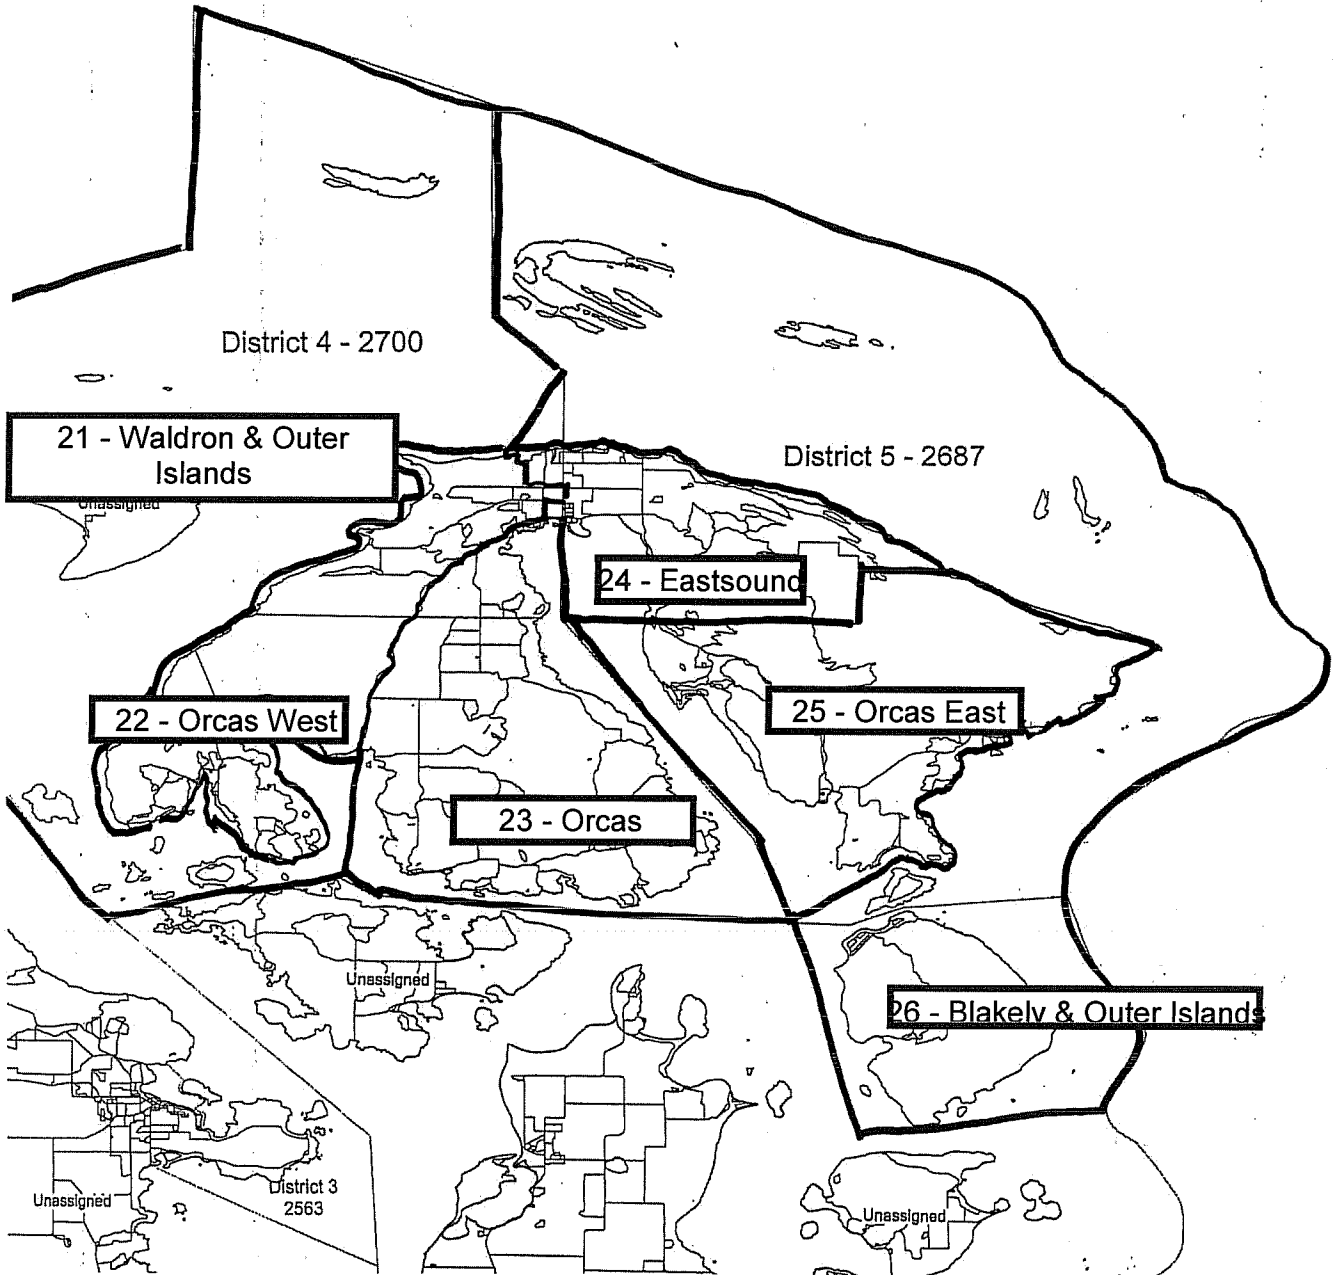 District 4 - 2700
21 - Waldron & Outer
Islands
District 5 - 2687
Unassigned
24 - Eastsound
22 - Orcas West
25 - Orcas East
23 - Orcas
Unassigned
26 - Blakely & Outer Islands
District 3
2563
Unassigned
Unassigned